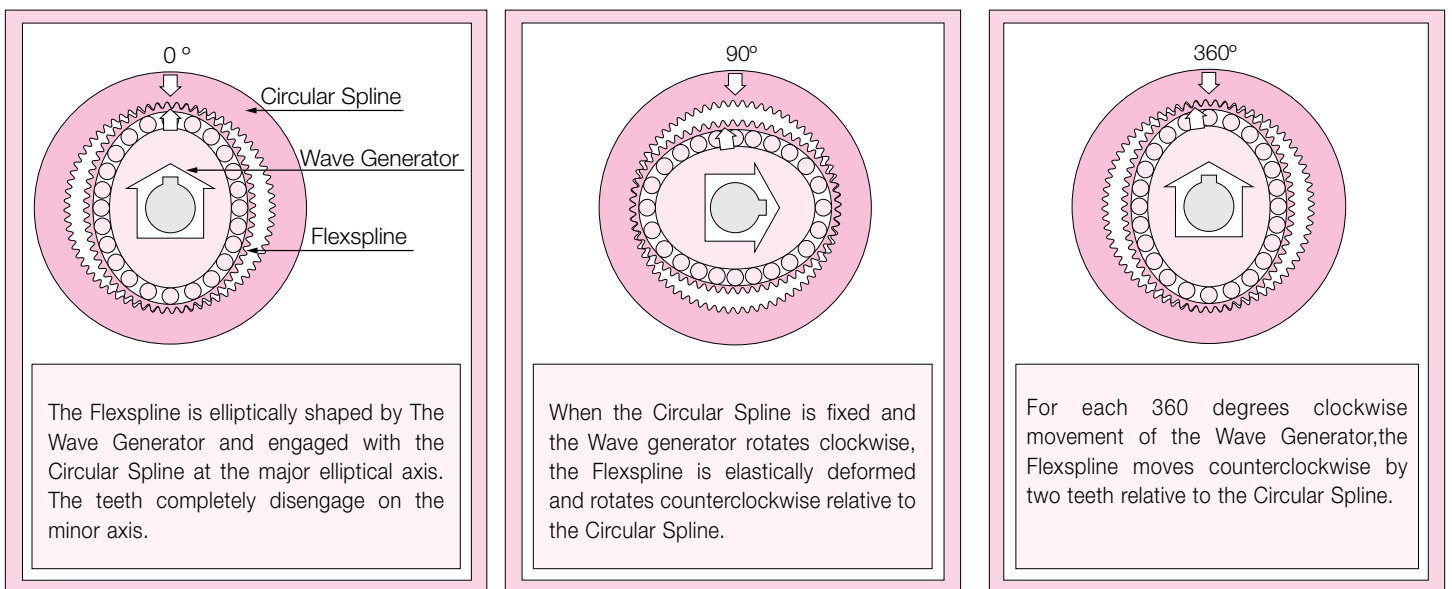 0 º
Circular Spline
Wave Generator
Flexspline
The Flexspline is elliptically shaped by The
Wave Generator and engaged with the
Circular Spline at the major elliptical axis.
The teeth completely disengage on the
minor axis.
90º
When the Circular Spline is fixed and
the Wave generator rotates clockwise,
the Flexspline is elastically deformed
and rotates counterclockwise relative to
the Circular Spline.
360º
For each 360 degrees clockwise
movement of the Wave Generator,the
Flexspline moves counterclockwise by
two teeth relative to the Circular Spline.